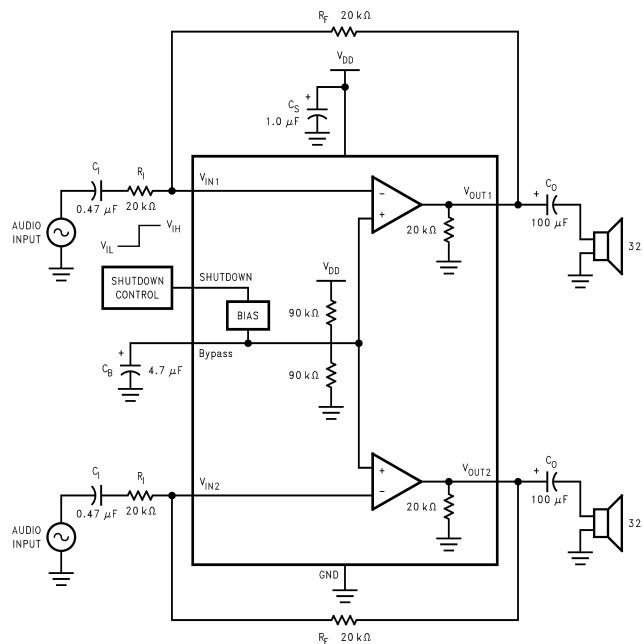 R_F 20 kΩ
V_DD
+
C_S
1.0 µF
C_I
R_I
V_IN1
−
V_OUT1
+
C_O
0.47 µF
20 kΩ
+
20 kΩ
100 µF
AUDIO
INPUT
V_IH
V_IL
32
SHUTDOWN
CONTROL
SHUTDOWN
V_DD
BIAS
90 kΩ
+
Bypass
C_B
4.7 µF
90 kΩ
C_I
R_I
V_IN2
+
V_OUT2
−
+
C_O
0.47 µF
20 kΩ
20 kΩ
100 µF
AUDIO
INPUT
32
GND
R_F 20 kΩ